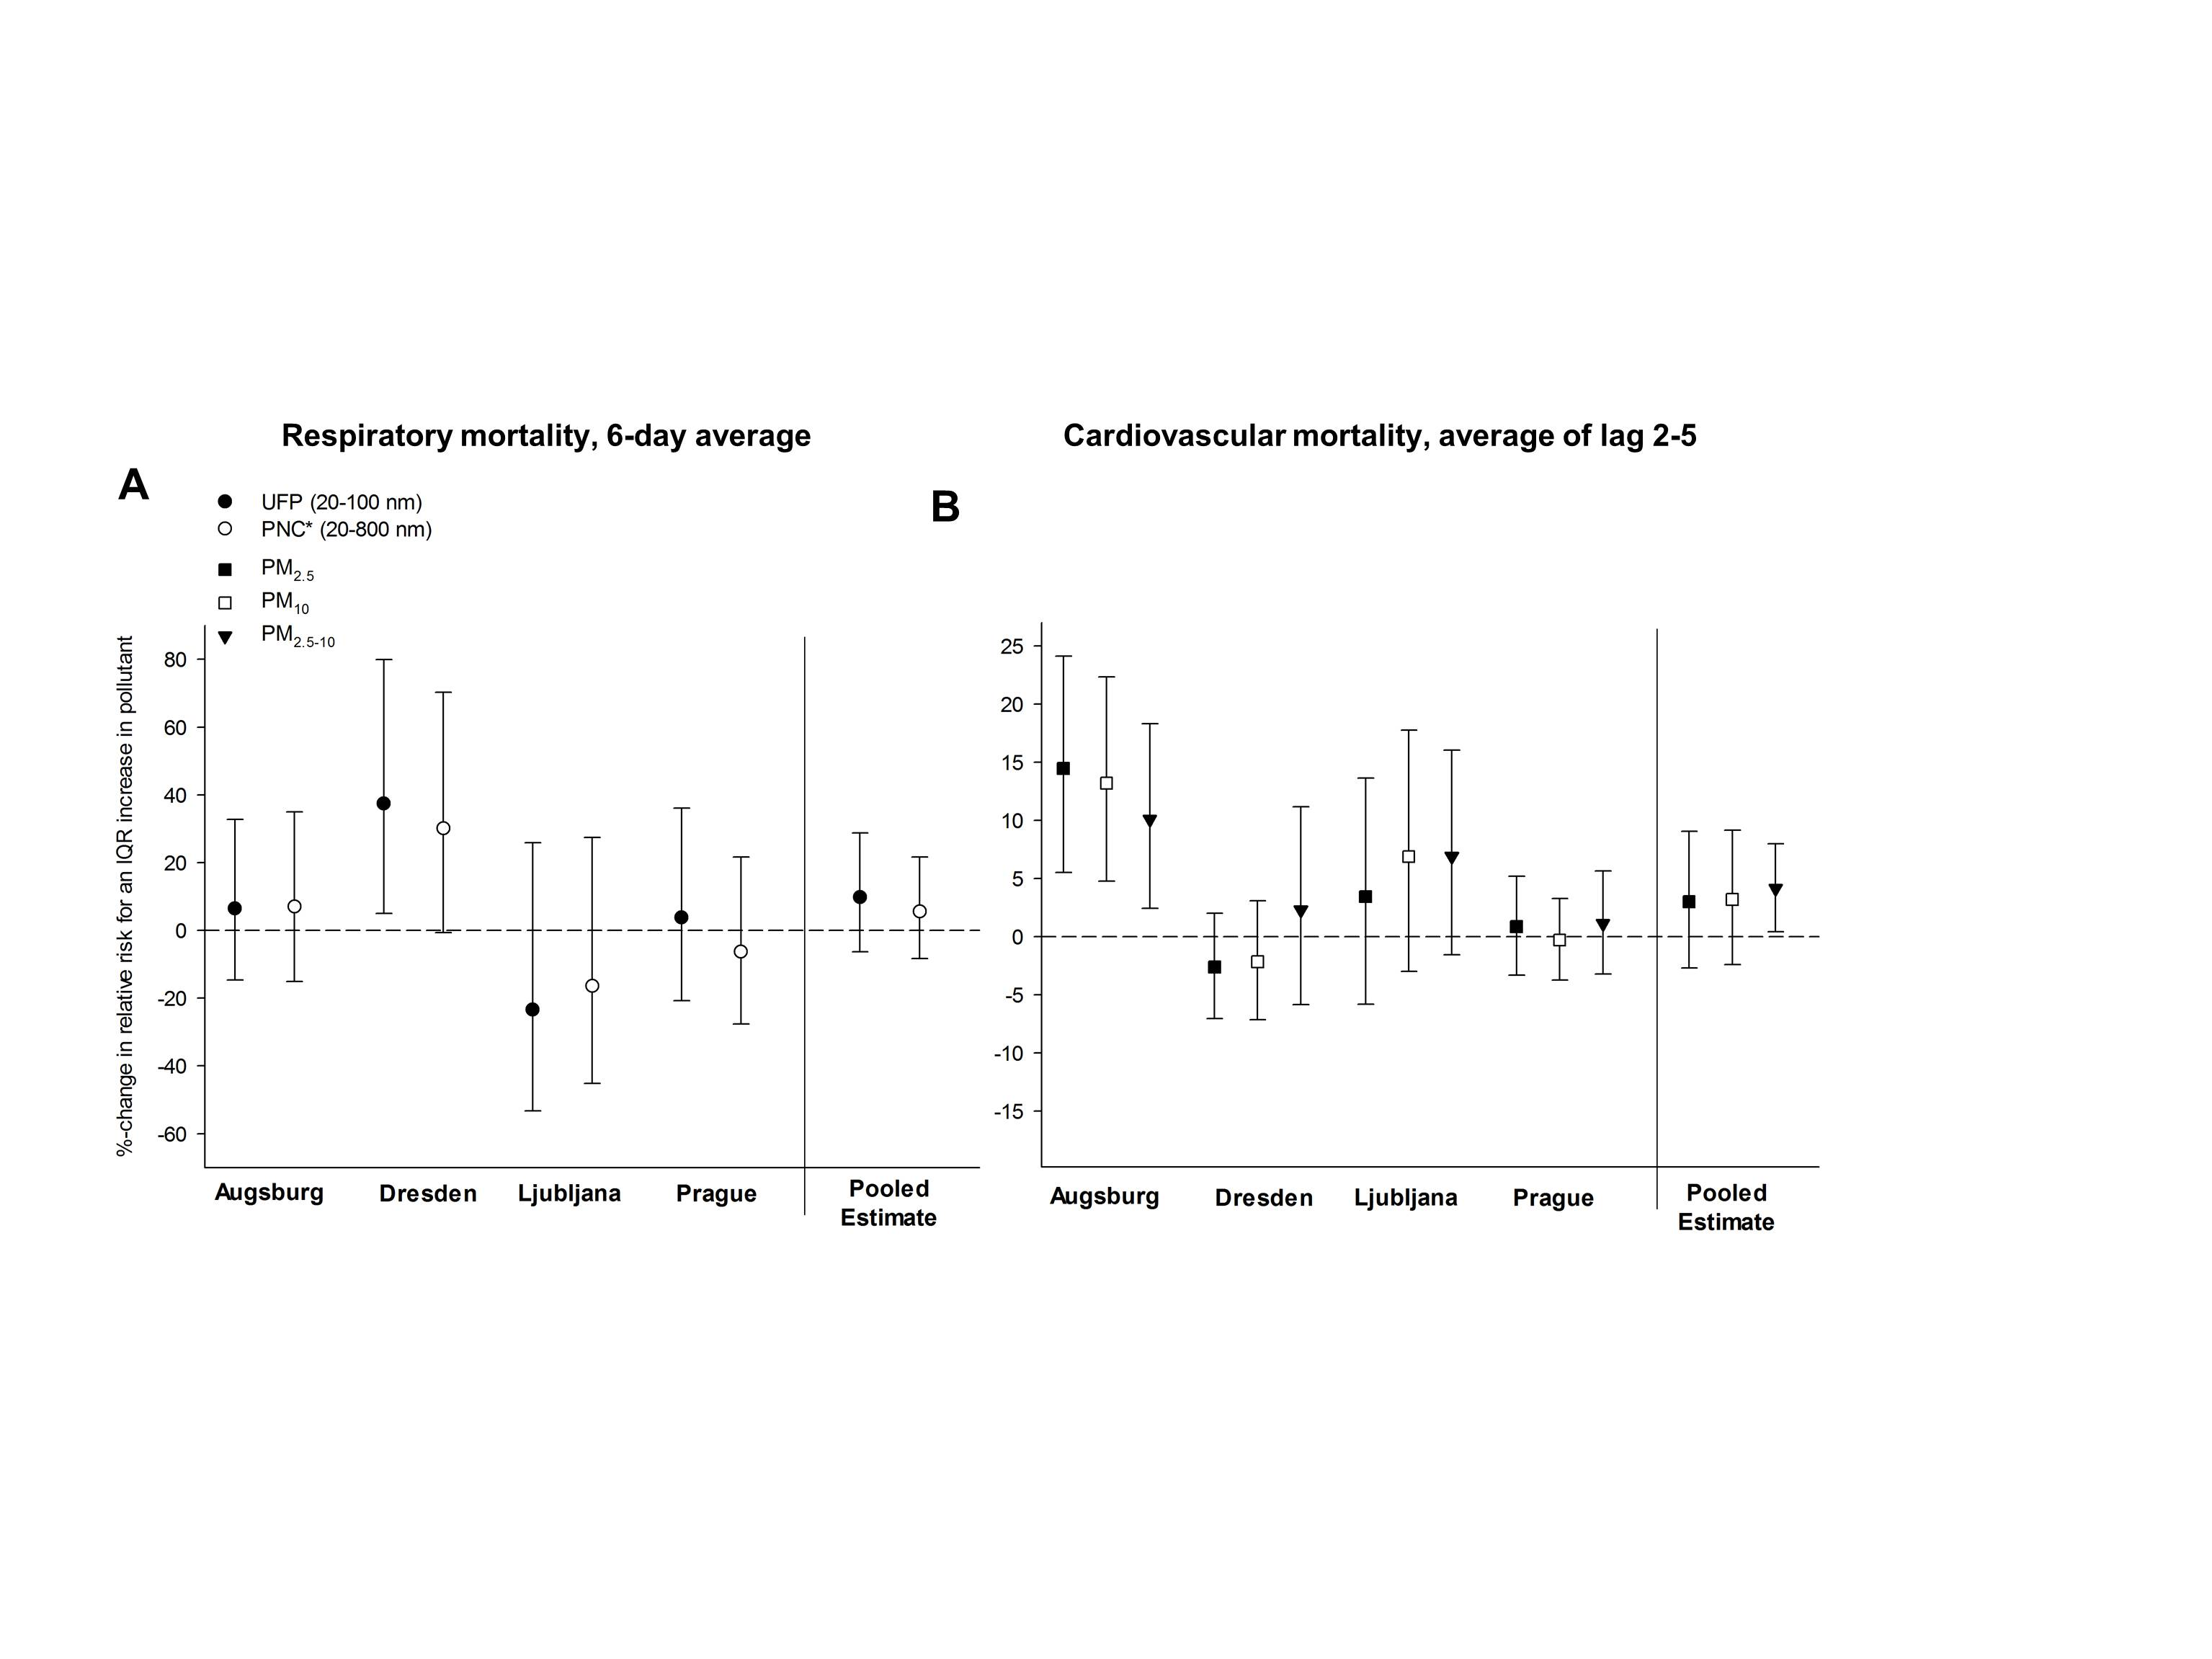 Respiratory mortality, 6-day average
Cardiovascular mortality, average of lag 2-5
A
UFP (20-100 nm)
PNC* (20-800 nm)
PM2.5
PM10
PM2.5-10
%-change in relative risk for an IQR increase in pollutant
80
60
40
20
0
-20
-40
-60
Augsburg
Dresden
Ljubljana
Prague
Pooled
Estimate
B
25
20
15
10
5
0
-5
-10
-15
Augsburg
Dresden
Ljubljana
Prague
Pooled
Estimate